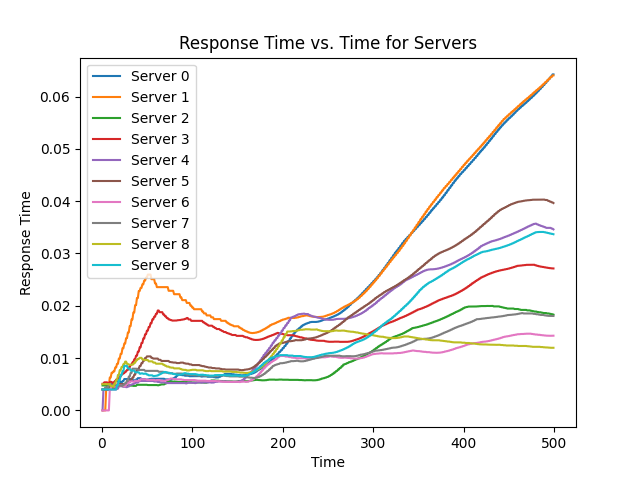 Response Time vs. Time for Servers
Server 0
Server 1
Server 2
Server 3
Server 4
Server 5
Server 6
Server 7
Server 8
Server 9
Response Time
0.06
0.05
0.04
0.03
0.02
0.01
0.00
0 100 200 300 400 500
Time